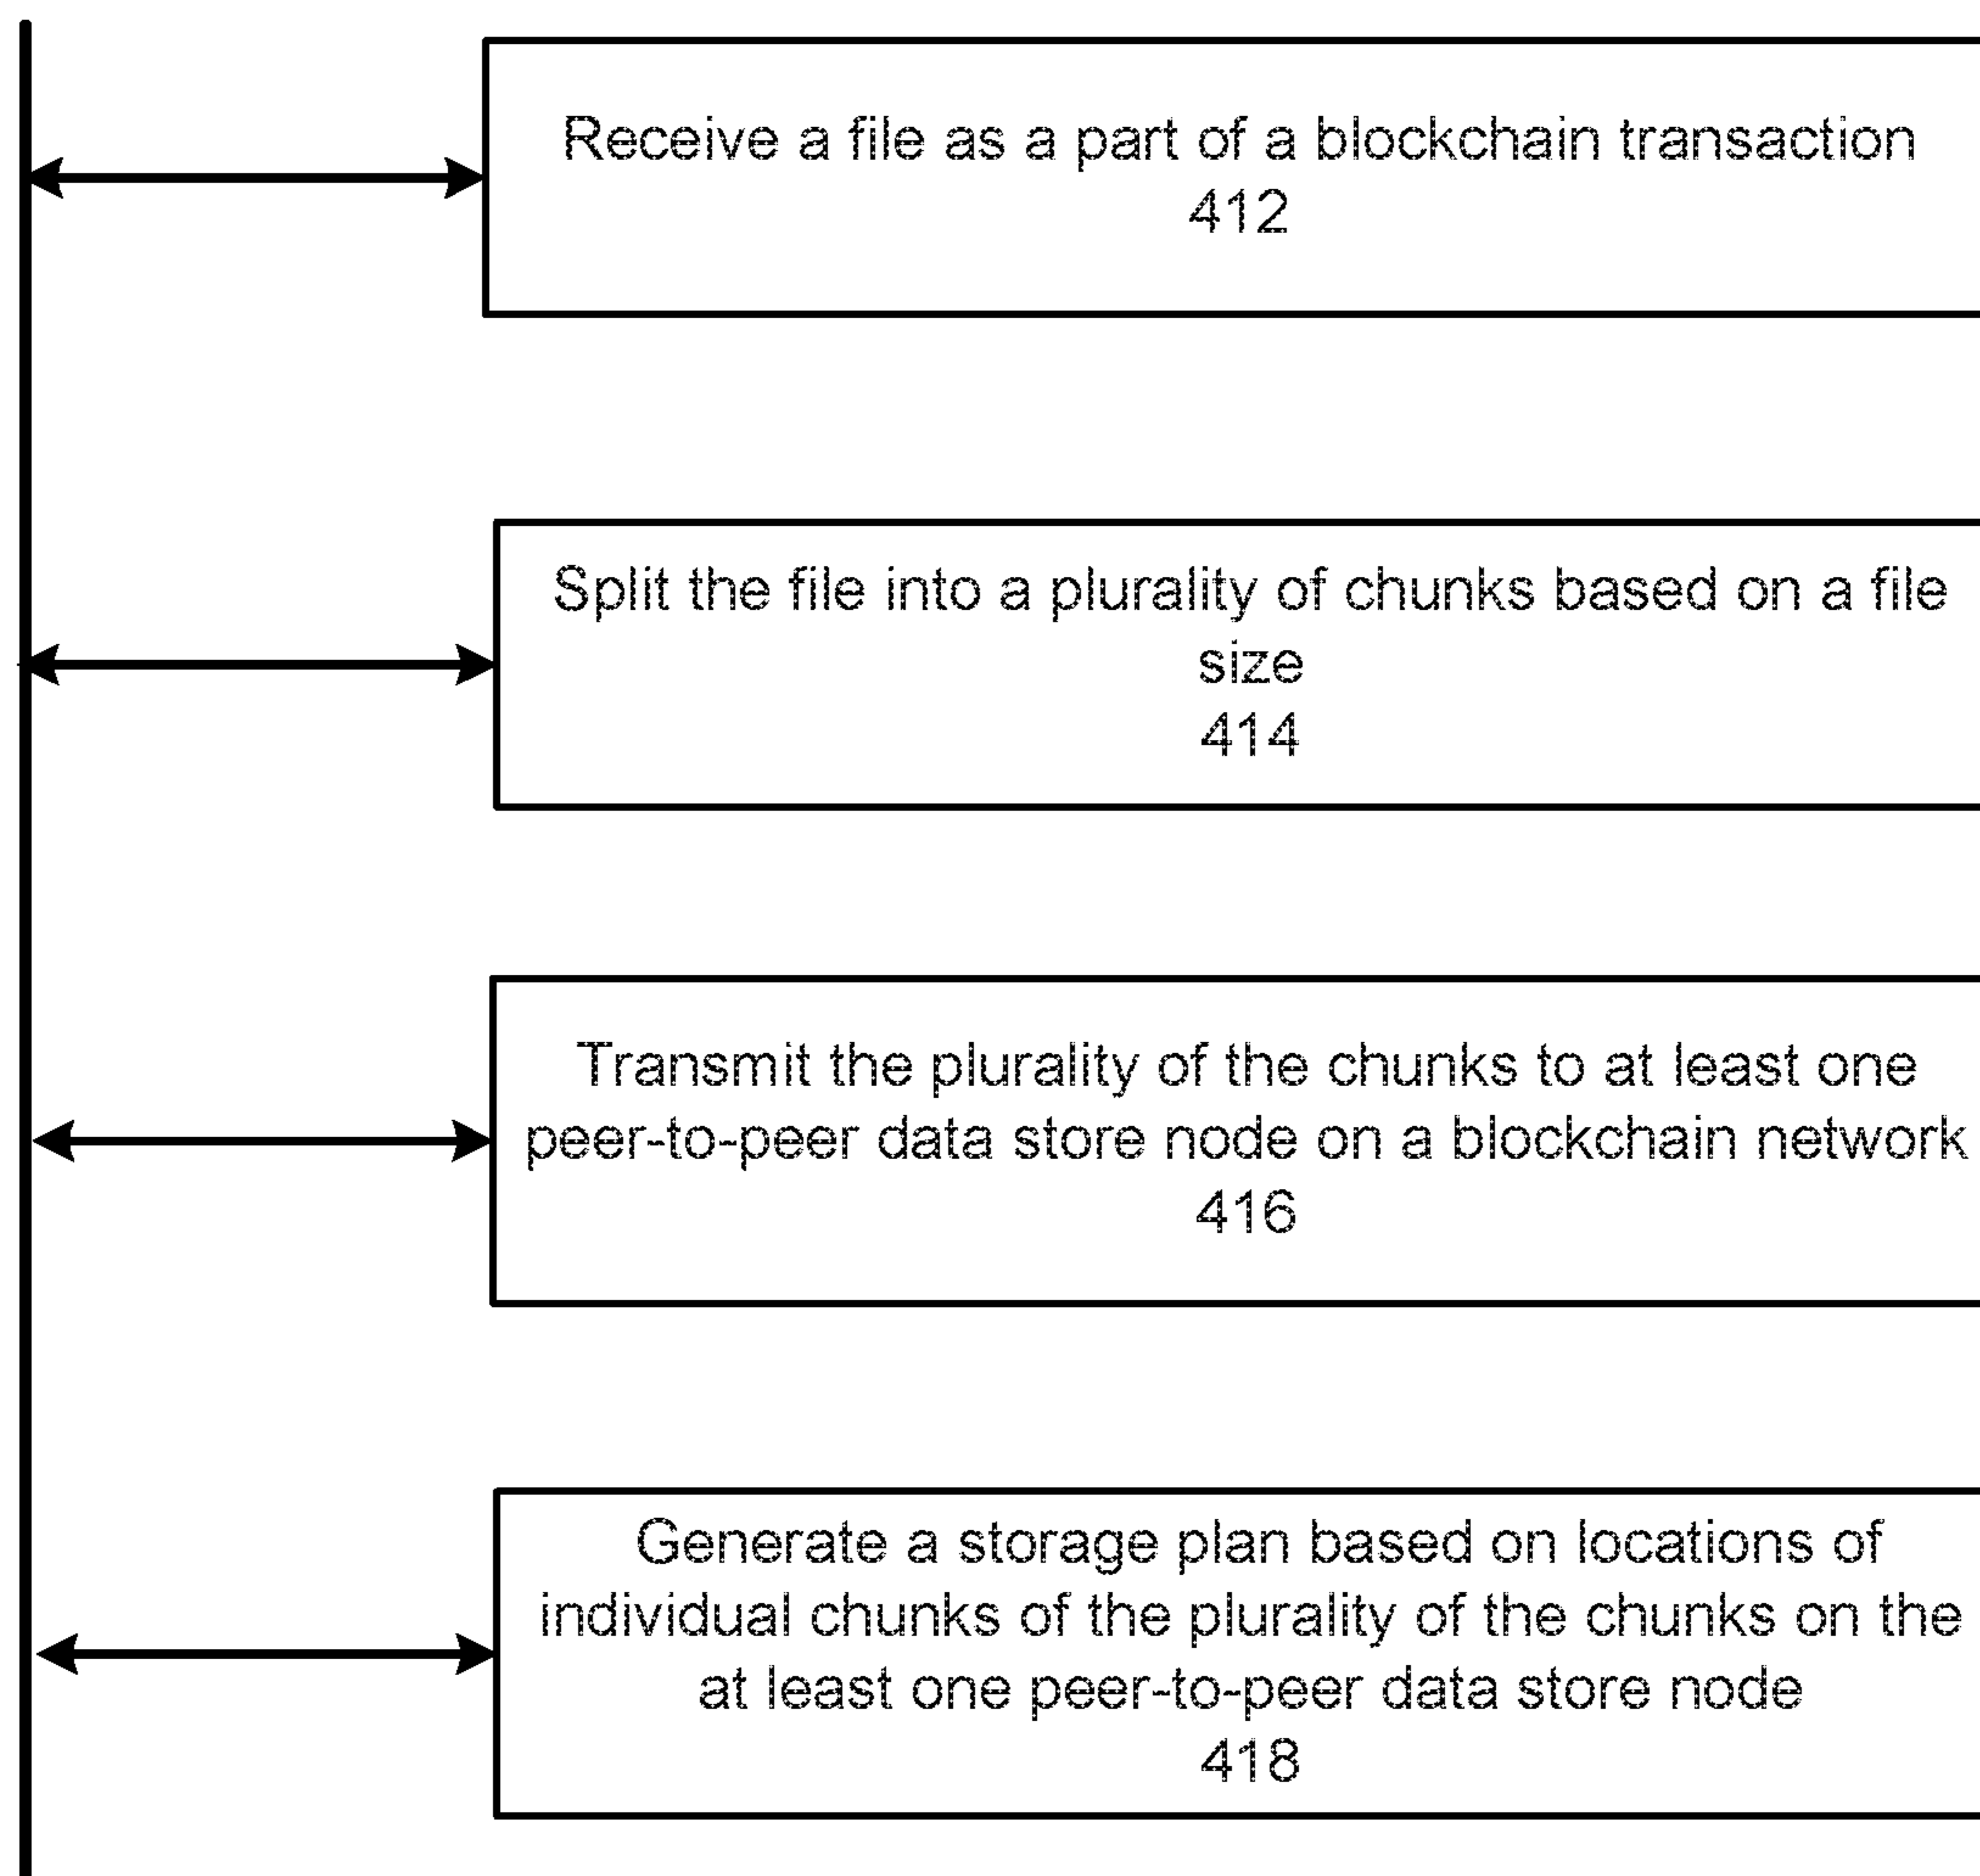 Receive a file as a part of a blockchain transaction
412
Split the file into a plurality of chunks based on a file
size
414
Transmit the plurality of the chunks to at least one
peer-to-peer data store node on a blockchain network
416
Generate a storage plan based on locations of
individual chunks of the plurality of the chunks on the
at least one peer-to-peer data store node
418